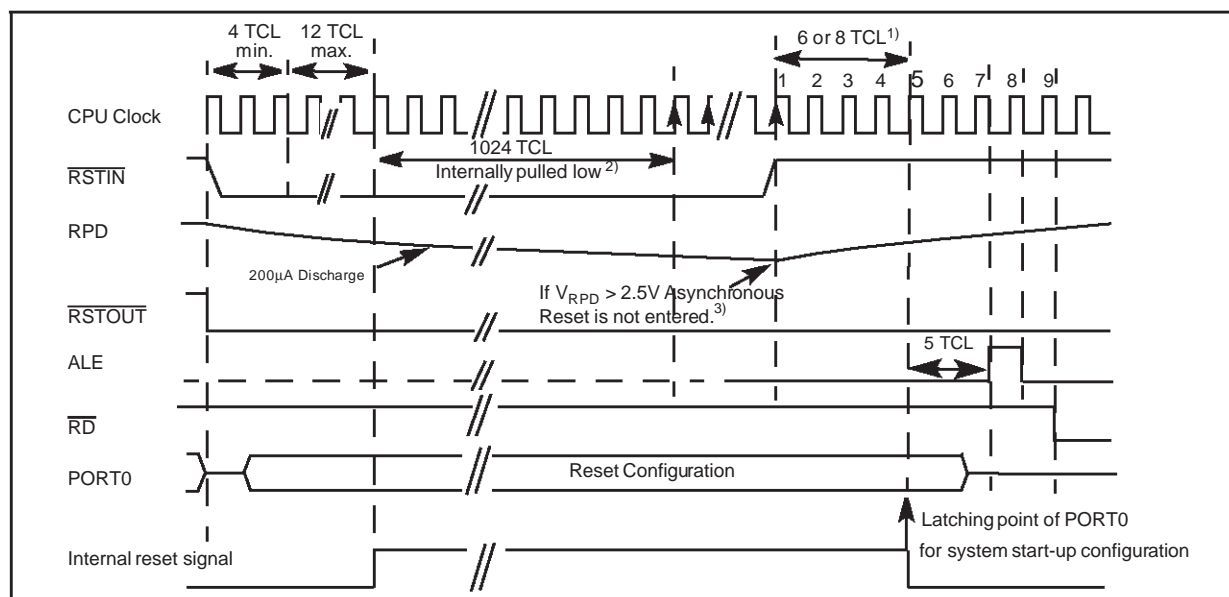 4 TCL
min.
12 TCL
max.
6 or 8 TCL1)
1 2 3 4 5 6 7 8 9
CPU Clock
1024 TCL
Internally pulled low 2)
RSTIN
RPD
200µA Discharge
If VRPD > 2.5V Asynchronous
Reset is not entered.3)
RSTOUT
5 TCL
ALE
RD
PORT0
Reset Configuration
Latching point of PORT0
for system start-up configuration
Internal reset signal